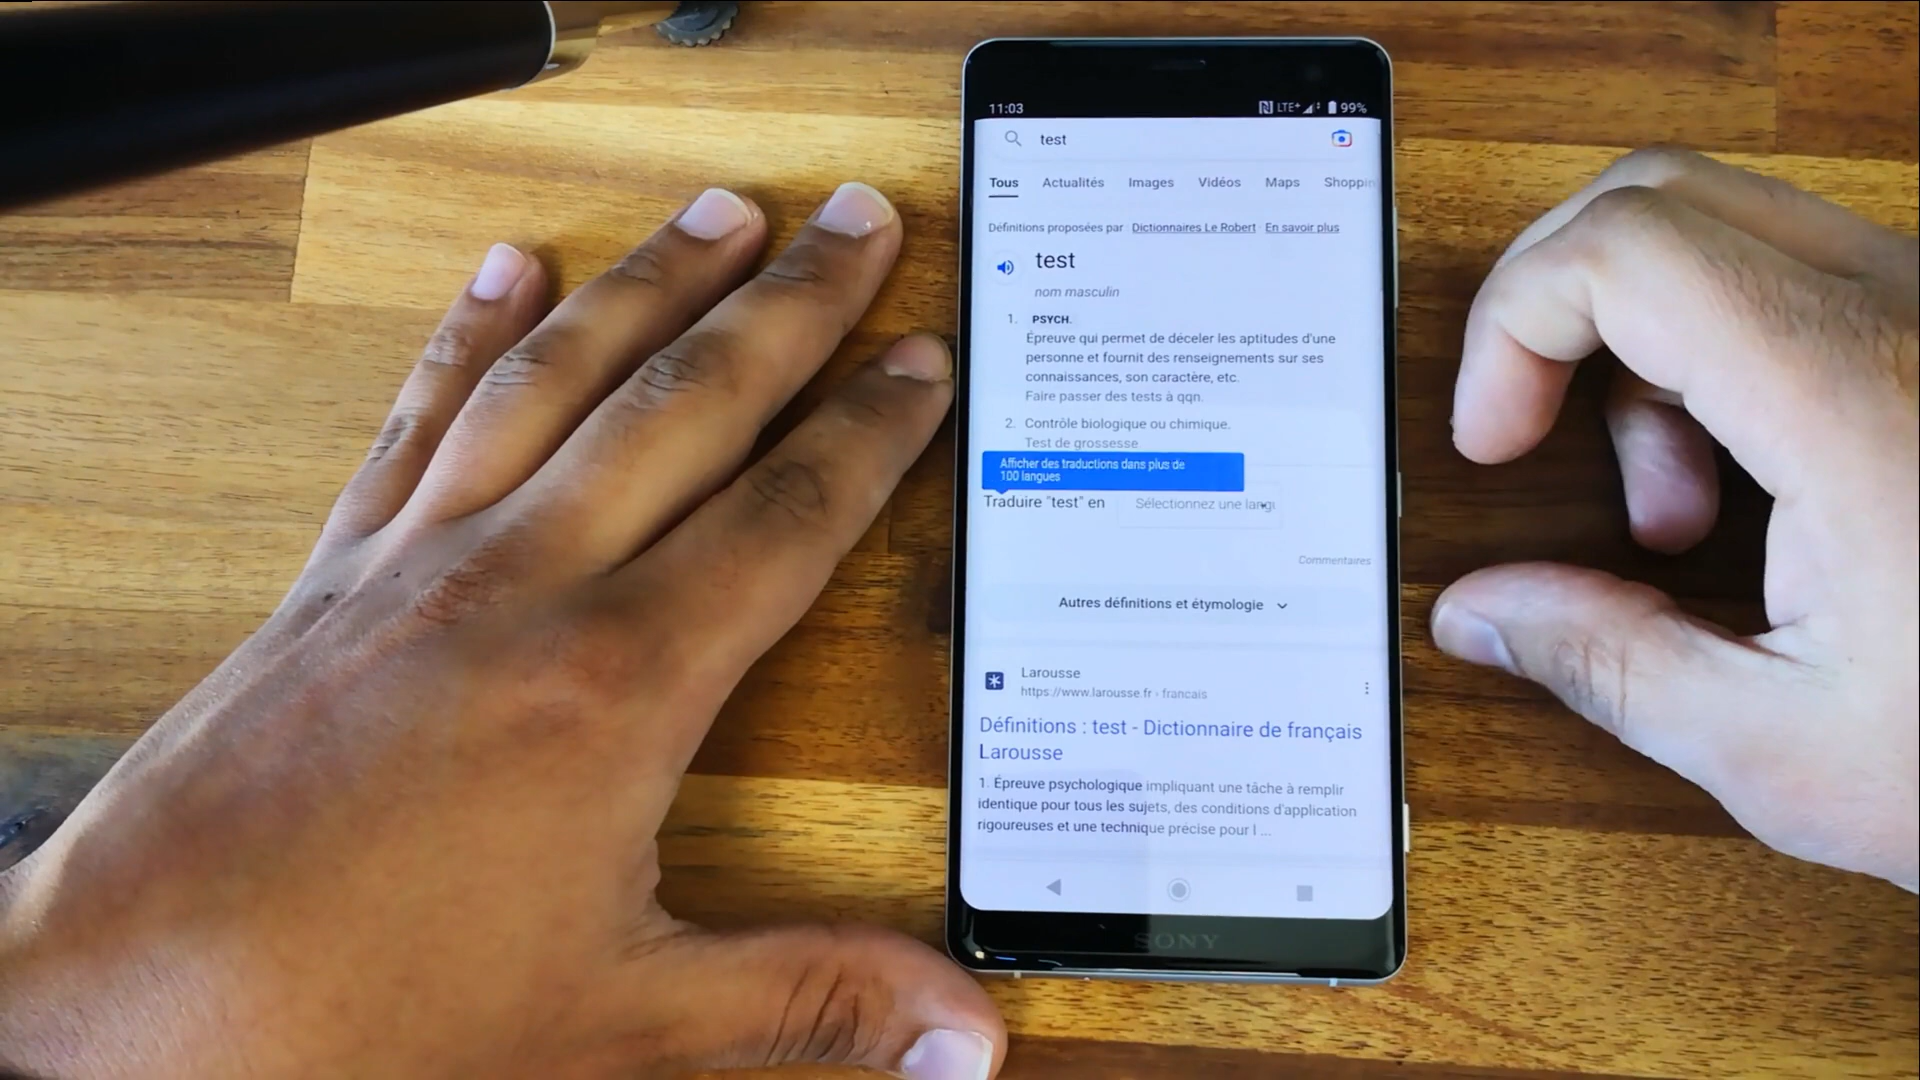 11:03 LTE+ 99%
test
Tous Actualités Images Vidéos Maps Shoppin
Définitions proposées par Dictionnaires Le Robert · En savoir plus
test
nom masculin
1. PSYCH.
Épreuve qui permet de déceler les aptitudes d'une
personne et fournit des renseignements sur ses
connaissances, son caractère, etc.
Faire passer des tests à qqn.
2. Contrôle biologique ou chimique.
Test de grossesse
Afficher des traductions dans plus de
100 langues
Traduire "test" en Sélectionnez une langu
Commentaires
Autres définitions et étymologie
Larousse
https://www.larousse.fr › francais
Définitions : test - Dictionnaire de français
Larousse
1. Épreuve psychologique impliquant une tâche à remplir
identique pour tous les sujets, des conditions d'application
rigoureuses et une technique précise pour l ...
SONY